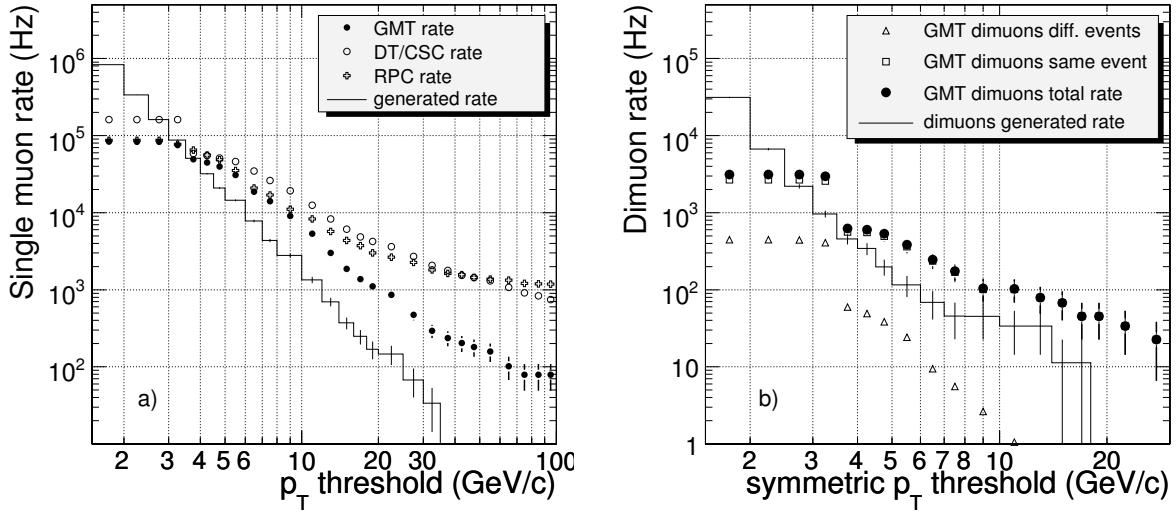 Single muon rate (Hz)
10^6
10^5
10^4
10^3
10^2
GMT rate
DT/CSC rate
RPC rate
generated rate
a)
2 3 4 5 6 10 20 30 100
p_T threshold (GeV/c)
Dimuon rate (Hz)
10^5
10^4
10^3
10^2
10
1
GMT dimuons diff. events
GMT dimuons same event
GMT dimuons total rate
dimuons generated rate
b)
2 3 4 5 6 7 8 10 20
symmetric p_T threshold (GeV/c)